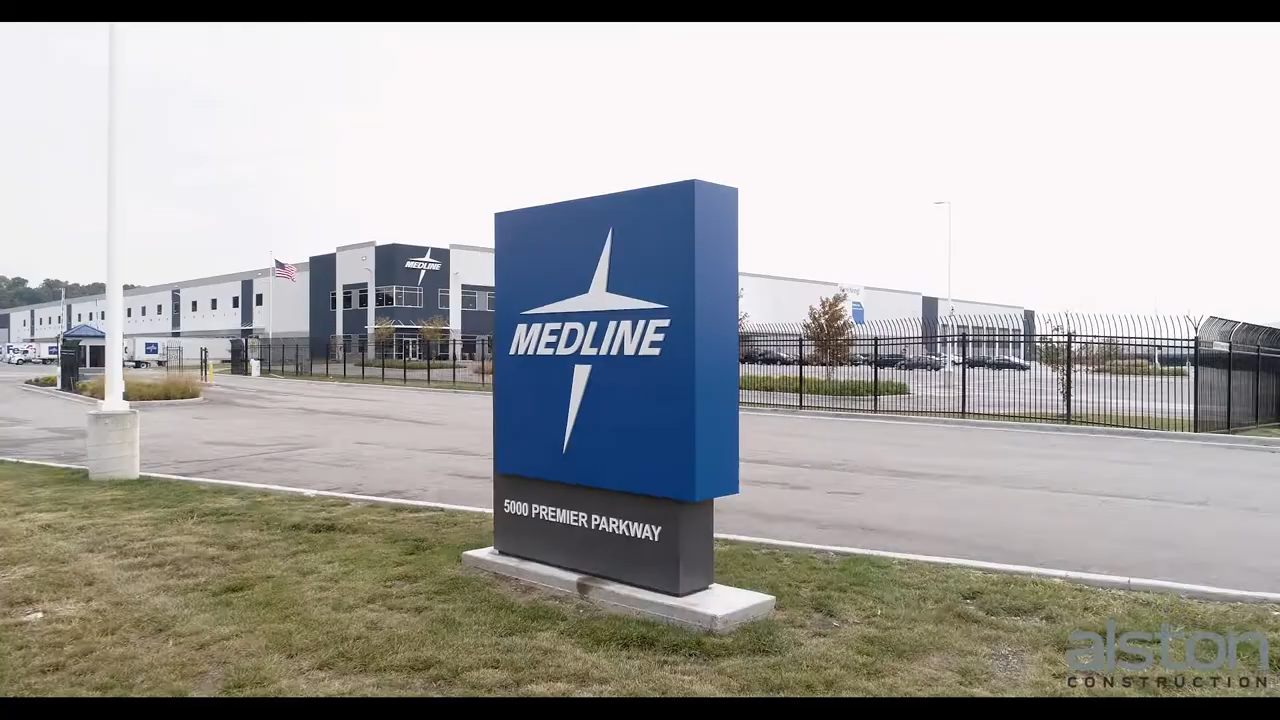 MEDLINE
MEDLINE
5000 PREMIER PARKWAY
alston
CONSTRUCTION